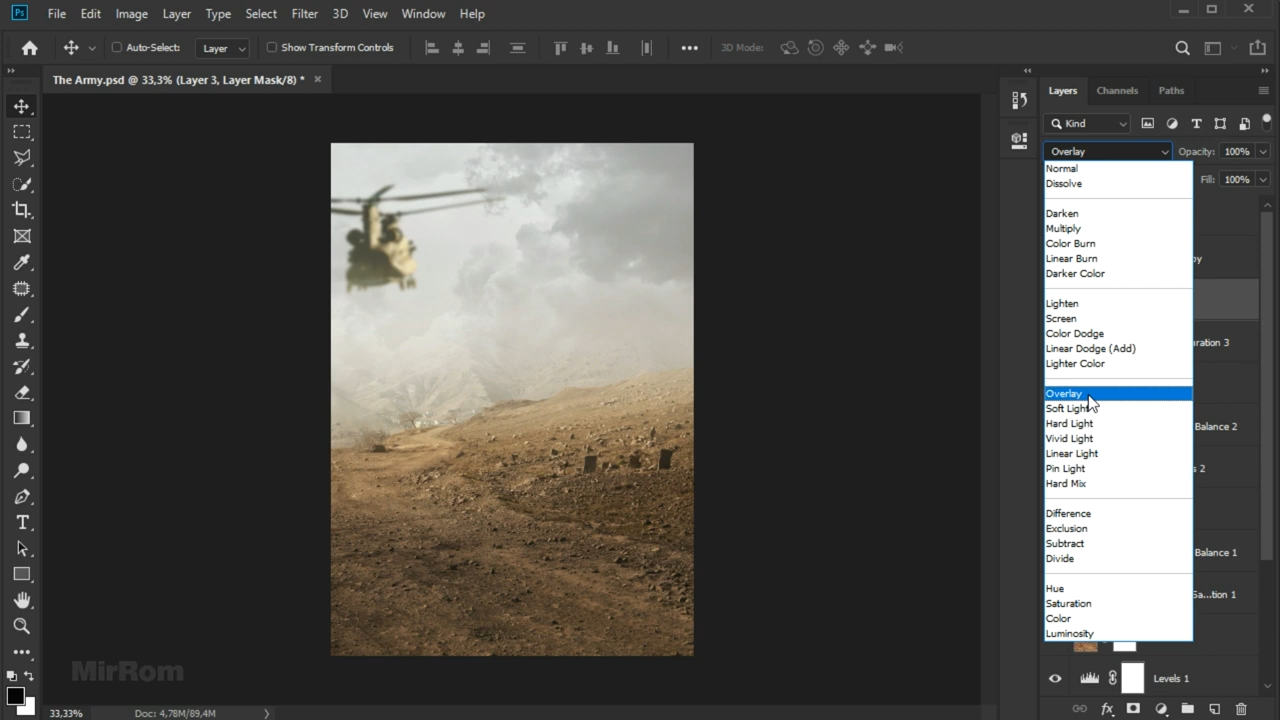 Ps File Edit Image Layer Type Select Filter 3D View Window Help
Auto-Select: Layer Show Transform Controls 3D Mode:
The Army.psd @ 33,3% (Layer 3, Layer Mask/8) *
Layers Channels Paths
Kind
Overlay Opacity: 100%
Normal
Fill: 100%
Dissolve
Darken
Multiply
Color Burn
Linear Burn
Darker Color
Lighten
Screen
Color Dodge
Linear Dodge (Add)
Lighter Color
Overlay
Soft Light
Hard Light
Balance 2
Vivid Light
Linear Light
Pin Light
s 2
Hard Mix
Difference
Exclusion
Subtract
Balance 1
Divide
Hue
Sa...tion 1
Saturation
Color
Luminosity
MirRom
Levels 1
33,33% Doc: 4,78M/89,4M